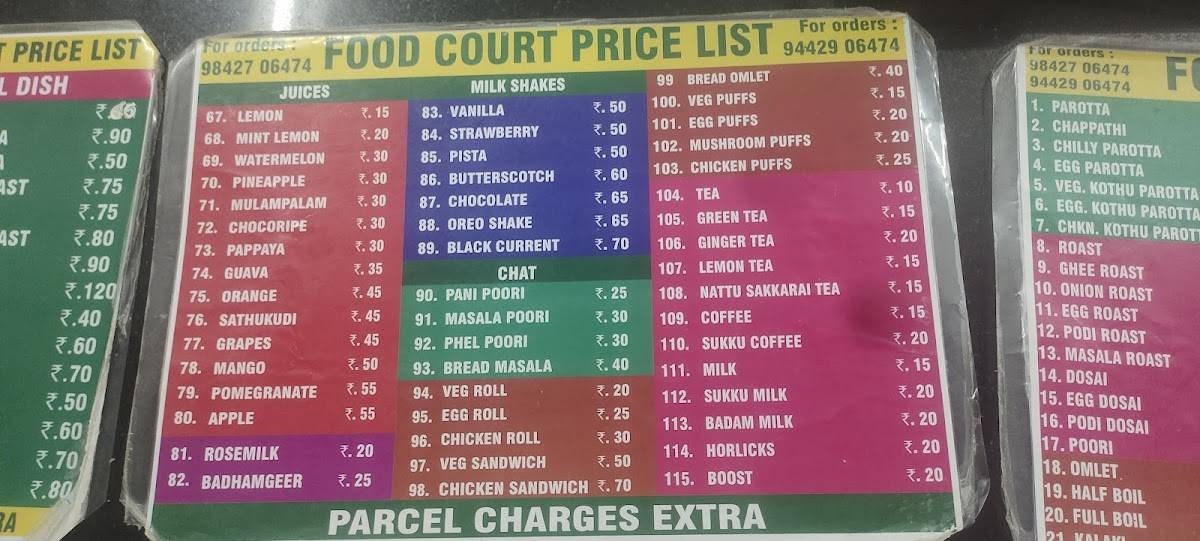 T PRICE LIST
L DISH
₹.90
₹.50
AST ₹.75
₹.75
AST ₹.80
₹.90
₹.120
₹.40
₹.60
₹.70
₹.50
₹.60
₹.70
₹.80
RA
For orders :
98427 06474
FOOD COURT PRICE LIST
For orders :
94429 06474
JUICES
67. LEMON ₹. 15
68. MINT LEMON ₹. 20
69. WATERMELON ₹. 30
70. PINEAPPLE ₹. 30
71. MULAMPALAM ₹. 30
72. CHOCORIPE ₹. 30
73. PAPPAYA ₹. 30
74. GUAVA ₹. 35
75. ORANGE ₹. 45
76. SATHUKUDI ₹. 45
77. GRAPES ₹. 45
78. MANGO ₹. 50
79. POMEGRANATE ₹. 55
80. APPLE ₹. 55
81. ROSEMILK ₹. 20
82. BADHAMGEER ₹. 25
MILK SHAKES
83. VANILLA ₹. 50
84. STRAWBERRY ₹. 50
85. PISTA ₹. 50
86. BUTTERSCOTCH ₹. 60
87. CHOCOLATE ₹. 65
88. OREO SHAKE ₹. 65
89. BLACK CURRENT ₹. 70
CHAT
90. PANI POORI ₹. 25
91. MASALA POORI ₹. 30
92. PHEL POORI ₹. 30
93. BREAD MASALA ₹. 40
94. VEG ROLL ₹. 20
95. EGG ROLL ₹. 25
96. CHICKEN ROLL ₹. 30
97. VEG SANDWICH ₹. 50
98. CHICKEN SANDWICH ₹. 70
99 BREAD OMLET ₹. 40
100. VEG PUFFS ₹. 15
101. EGG PUFFS ₹. 20
102. MUSHROOM PUFFS ₹. 20
103. CHICKEN PUFFS ₹. 25
104. TEA ₹. 10
105. GREEN TEA ₹. 15
106. GINGER TEA ₹. 20
107. LEMON TEA ₹. 15
108. NATTU SAKKARAI TEA ₹. 15
109. COFFEE ₹. 15
110. SUKKU COFFEE ₹. 20
111. MILK ₹. 15
112. SUKKU MILK ₹. 20
113. BADAM MILK ₹. 20
114. HORLICKS ₹. 20
115. BOOST ₹. 20
PARCEL CHARGES EXTRA
For orders :
98427 06474
94429 06474
FO
1. PAROTTA
2. CHAPPATHI
3. CHILLY PAROTTA
4. EGG PAROTTA
5. VEG. KOTHU PAROTTA
6. EGG. KOTHU PAROTTA
7. CHKN. KOTHU PAROTT
8. ROAST
9. GHEE ROAST
10. ONION ROAST
11. EGG ROAST
12. PODI ROAST
13. MASALA ROAST
14. DOSAI
15. EGG DOSAI
16. PODI DOSAI
17. POORI
18. OMLET
19. HALF BOIL
20. FULL BOIL
21. KALAKI